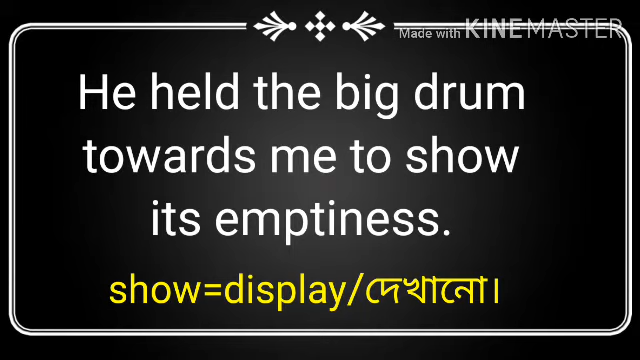 Made with KINEMASTER
He held the big drum
towards me to show
its emptiness.
show=display/দেখানো।